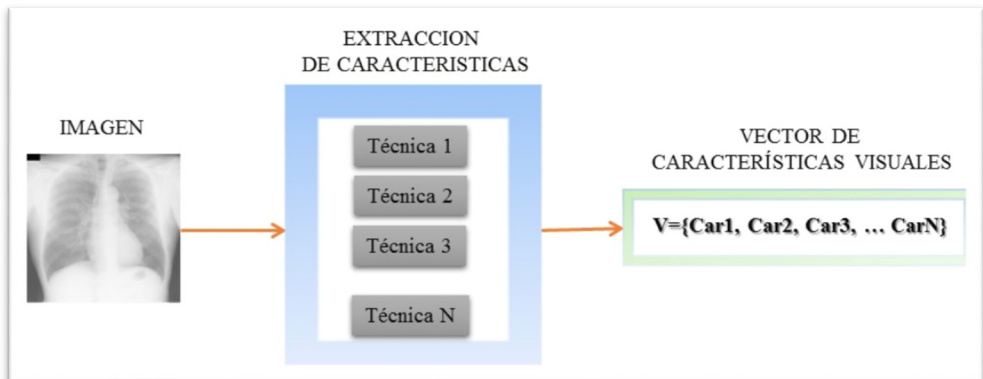 IMAGEN
EXTRACCION
DE CARACTERISTICAS
Técnica 1
Técnica 2
Técnica 3
Técnica N
VECTOR DE
CARACTERÍSTICAS VISUALES
V={Car1, Car2, Car3, … CarN}